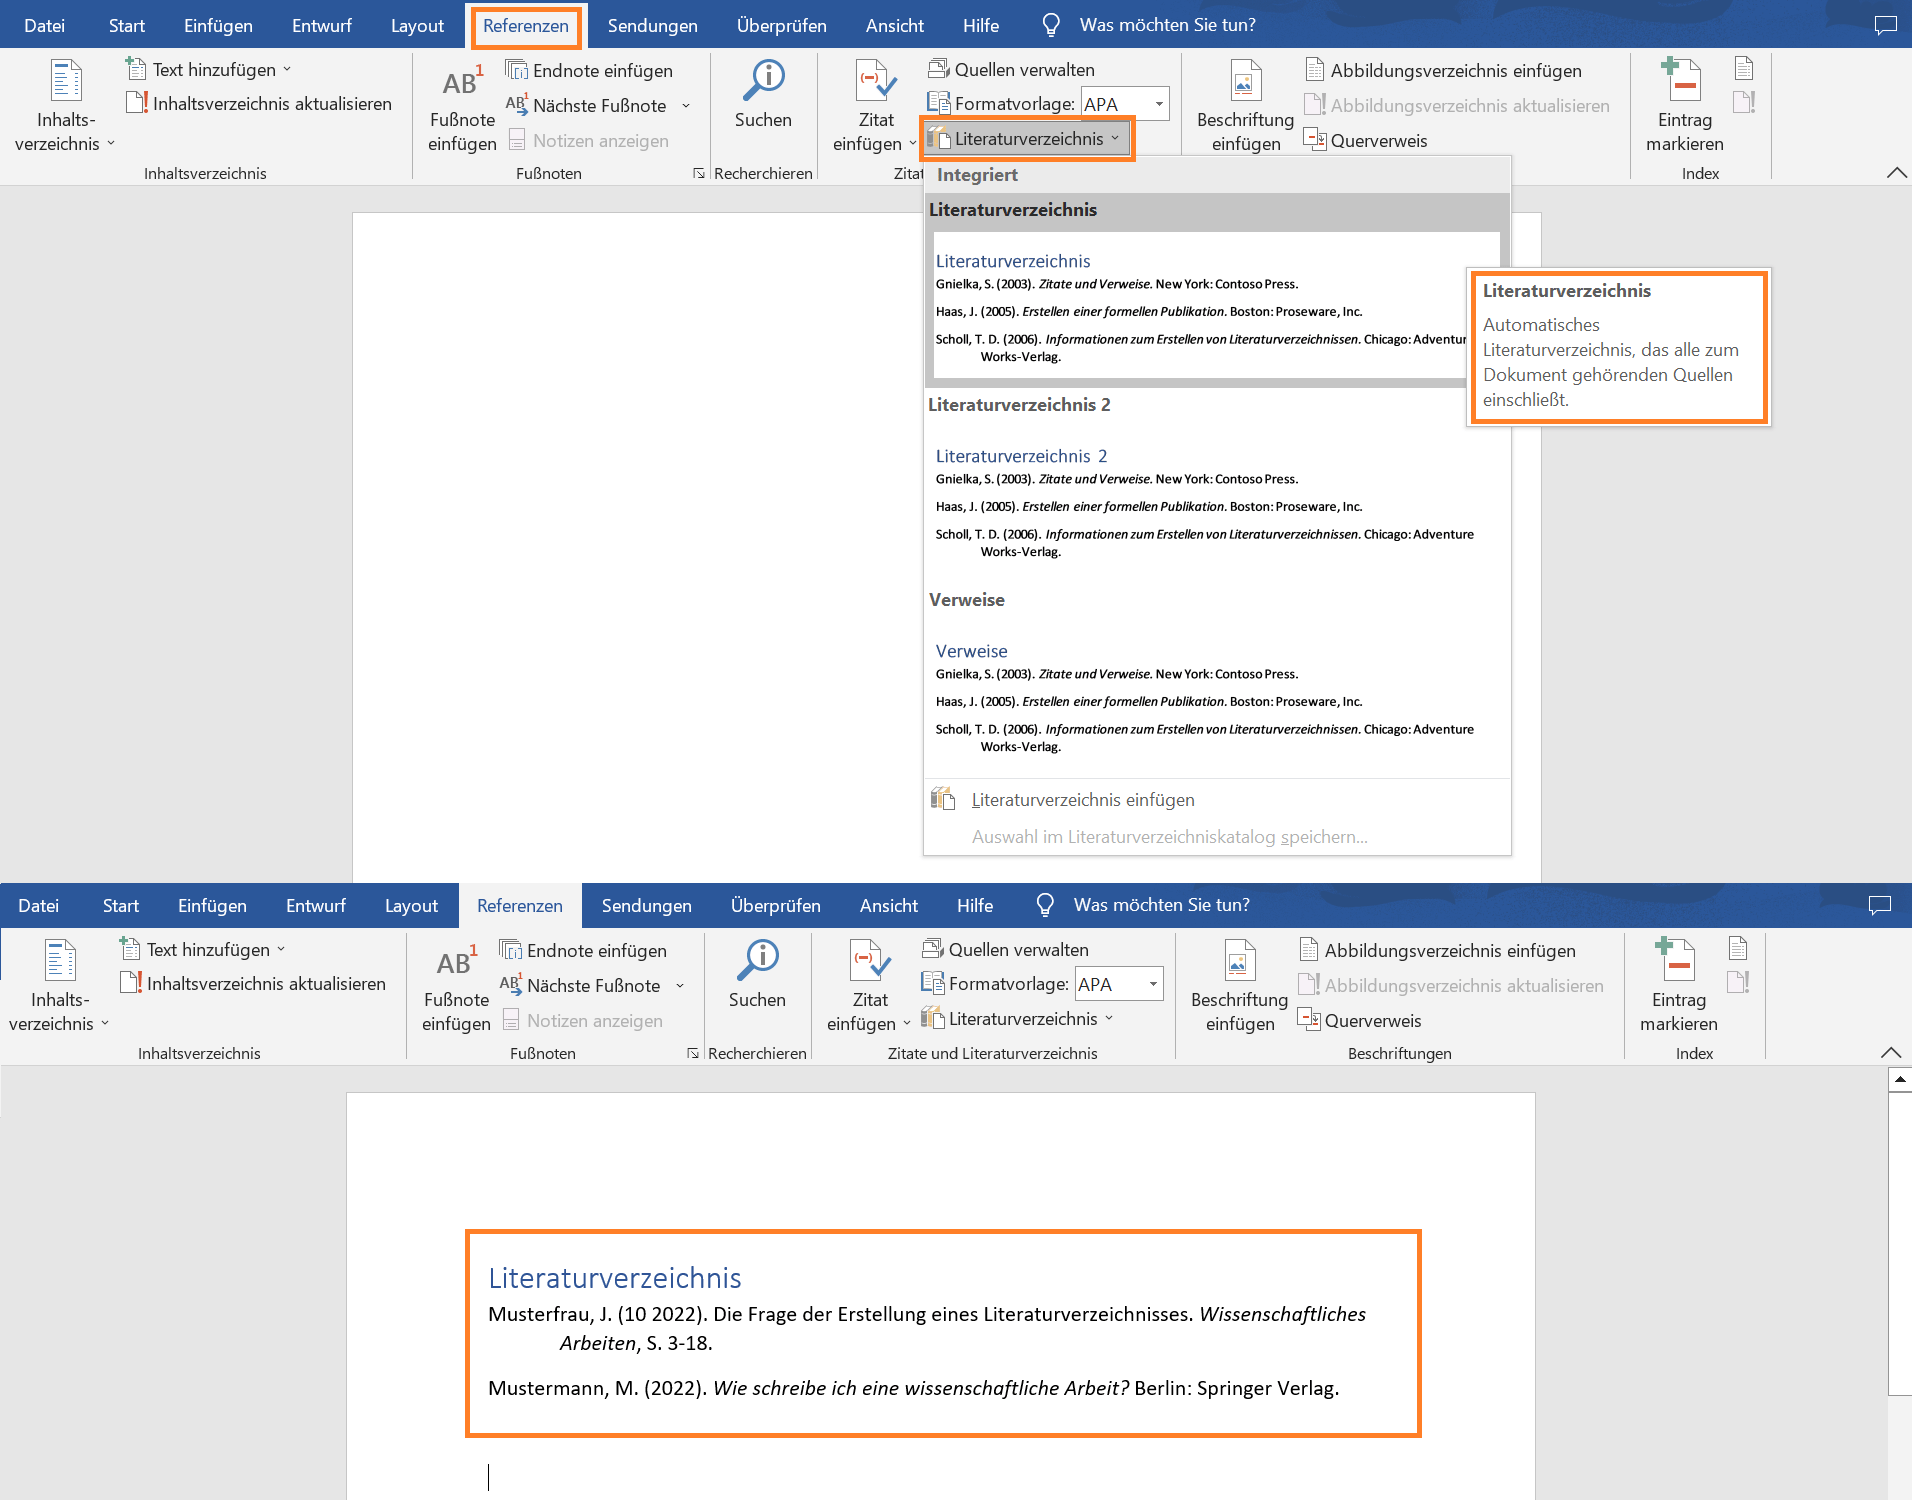 Datei Start Einfügen Entwurf Layout Referenzen Sendungen Überprüfen Ansicht Hilfe Was möchten Sie tun?
Inhalts-
verzeichnis
Text hinzufügen
Inhaltsverzeichnis aktualisieren
Inhaltsverzeichnis
AB1
Fußnote
einfügen
Endnote einfügen
AB1 Nächste Fußnote
Notizen anzeigen
Fußnoten
Suchen
Recherchieren
Zitat
einfügen
Quellen verwalten
Formatvorlage: APA
Literaturverzeichnis
Zitat
Beschriftung
einfügen
Abbildungsverzeichnis einfügen
Abbildungsverzeichnis aktualisieren
Querverweis
Eintrag
markieren
Index
Integriert
Literaturverzeichnis
Literaturverzeichnis
Gnielka, S. (2003). Zitate und Verweise. New York: Contoso Press.
Haas, J. (2005). Erstellen einer formellen Publikation. Boston: Proseware, Inc.
Scholl, T. D. (2006). Informationen zum Erstellen von Literaturverzeichnissen. Chicago: Adventu
Works-Verlag.
Literaturverzeichnis
Automatisches
Literaturverzeichnis, das alle zum
Dokument gehörenden Quellen
einschließt.
Literaturverzeichnis 2
Literaturverzeichnis 2
Gnielka, S. (2003). Zitate und Verweise. New York: Contoso Press.
Haas, J. (2005). Erstellen einer formellen Publikation. Boston: Proseware, Inc.
Scholl, T. D. (2006). Informationen zum Erstellen von Literaturverzeichnissen. Chicago: Adventure
Works-Verlag.
Verweise
Verweise
Gnielka, S. (2003). Zitate und Verweise. New York: Contoso Press.
Haas, J. (2005). Erstellen einer formellen Publikation. Boston: Proseware, Inc.
Scholl, T. D. (2006). Informationen zum Erstellen von Literaturverzeichnissen. Chicago: Adventure
Works-Verlag.
Literaturverzeichnis einfügen
Auswahl im Literaturverzeichniskatalog speichern...
Datei Start Einfügen Entwurf Layout Referenzen Sendungen Überprüfen Ansicht Hilfe Was möchten Sie tun?
Inhalts-
verzeichnis
Text hinzufügen
Inhaltsverzeichnis aktualisieren
Inhaltsverzeichnis
AB1
Fußnote
einfügen
Endnote einfügen
AB1 Nächste Fußnote
Notizen anzeigen
Fußnoten
Suchen
Recherchieren
Zitat
einfügen
Quellen verwalten
Formatvorlage: APA
Literaturverzeichnis
Zitate und Literaturverzeichnis
Beschriftung
einfügen
Abbildungsverzeichnis einfügen
Abbildungsverzeichnis aktualisieren
Querverweis
Beschriftungen
Eintrag
markieren
Index
Literaturverzeichnis
Musterfrau, J. (10 2022). Die Frage der Erstellung eines Literaturverzeichnisses. Wissenschaftliches
Arbeiten, S. 3-18.
Mustermann, M. (2022). Wie schreibe ich eine wissenschaftliche Arbeit? Berlin: Springer Verlag.